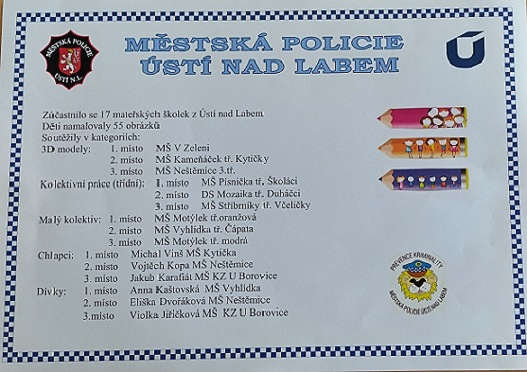 MĚSTSKÁ POLICIE
ÚSTÍ NAD LABEM
MĚSTSKÁ POLICIE
ÚSTÍ N.L.
Zúčastnilo se 17 mateřských školek z Ústí nad Labem
Děti namalovaly 55 obrázků
Soutěžily v kategoriích:
3D modely: 1. místo MŠ V Zeleni
2. místo MŠ Kameňáček tř. Kytičky
3. místo MŠ Neštěmice 3.tř.
Kolektivní práce (třídní): 1. místo MŠ Písnička tř. Školáci
2. místo DS Mozaika tř. Duháčci
3. místo MŠ Stříbrníky tř. Včeličky
Malý kolektiv: 1. místo MŠ Motýlek tř.oranžová
2. místo MŠ Vyhlídka tř. Čápata
3. místo MŠ Motýlek tř. modrá
Chlapci: 1. místo Michal Vinš MŠ Kytička
2. místo Vojtěch Kopa MŠ Neštěmice
3. místo Jakub Karafiát MŠ KZ U Borovice
Dívky: 1. místo Anna Kaštovská MŠ Vyhlídka
2. místo Eliška Dvořáková MŠ Neštěmice
3.místo Violka Jiříčková MŠ KZ U Borovice
PREVENCE KRIMINALITY
MĚSTSKÁ POLICIE ÚSTÍ NAD LABEM